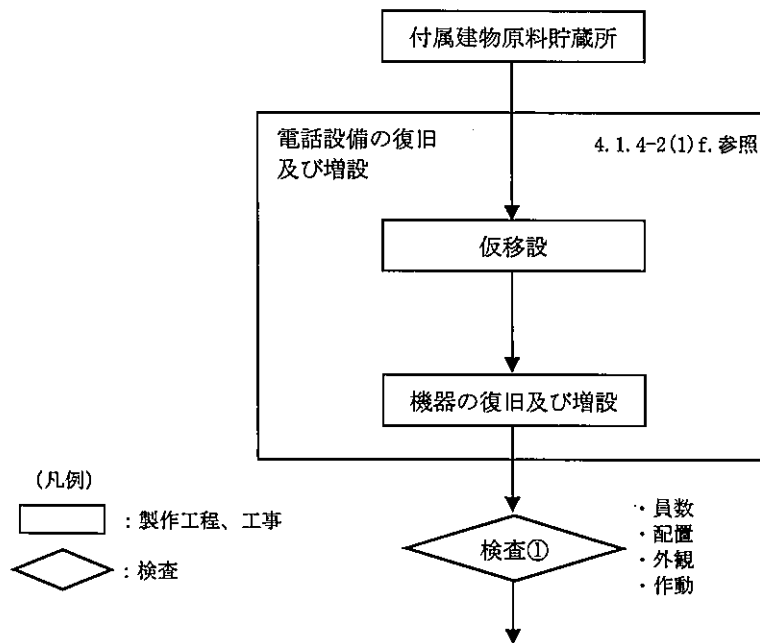 付属建物原料貯蔵所
電話設備の復旧
及び増設
4.1.4-2(1)f.参照
仮移設
機器の復旧及び増設
(凡例)
：製作工程、工事
：検査
検査①
・員数
・配置
・外観
・作動